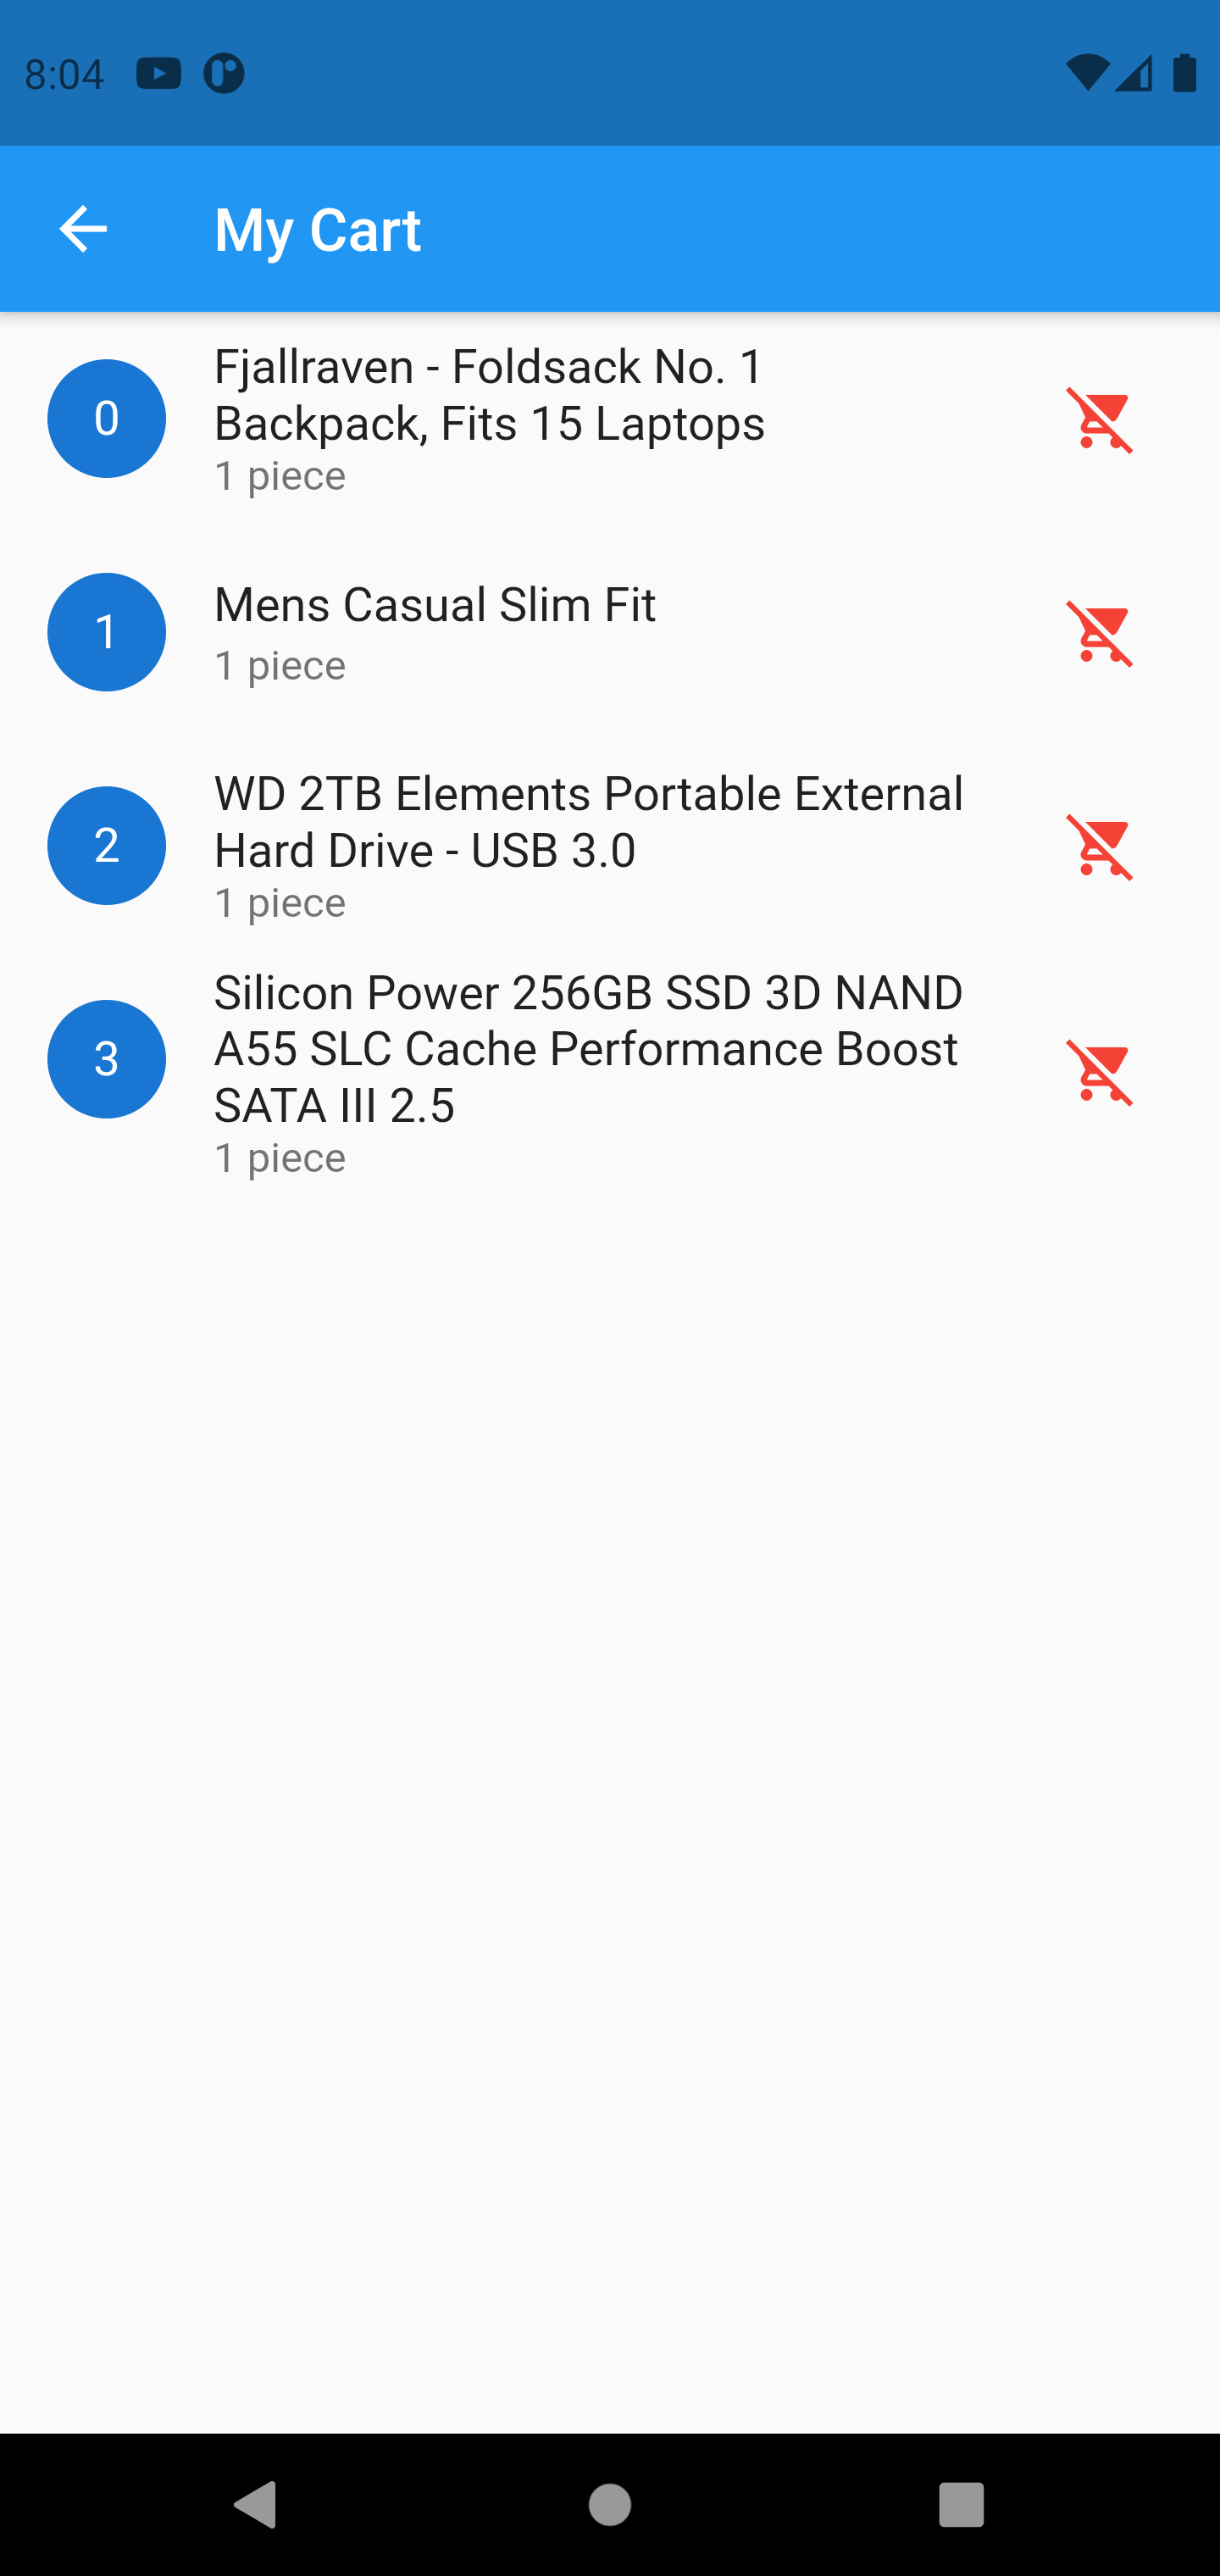 8:04
My Cart
0
Fjallraven - Foldsack No. 1
Backpack, Fits 15 Laptops
1 piece
1
Mens Casual Slim Fit
1 piece
2
WD 2TB Elements Portable External
Hard Drive - USB 3.0
1 piece
3
Silicon Power 256GB SSD 3D NAND
A55 SLC Cache Performance Boost
SATA III 2.5
1 piece